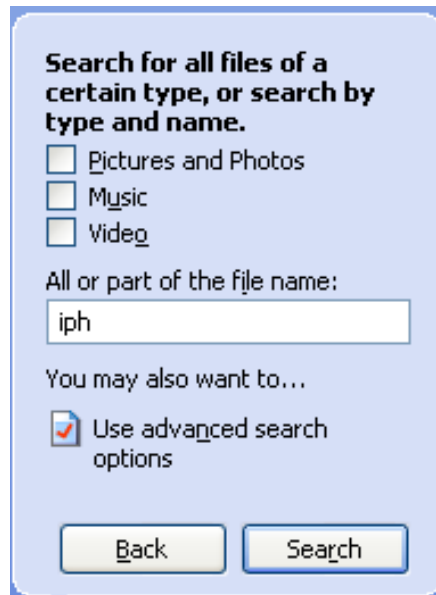 Search for all files of a
certain type, or search by
type and name.
Pictures and Photos
Music
Video
All or part of the file name:
iph
You may also want to...
Use advanced search
options
Back
Search